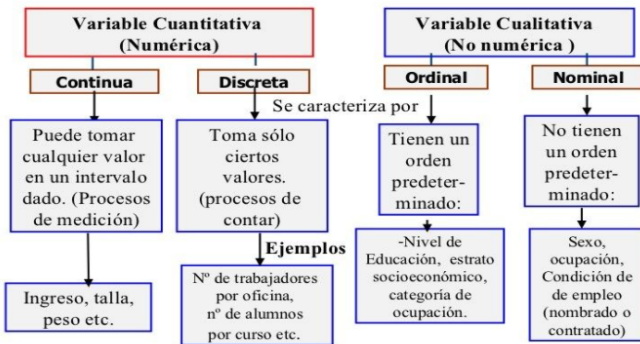 Variable Cuantitativa
(Numérica)
Variable Cualitativa
(No numérica )
Continua
Discreta
Ordinal
Nominal
Se caracteriza por
Puede tomar
cualquier valor
en un intervalo
dado. (Procesos
de medición)
Toma sólo
ciertos
valores.
(procesos de
contar)
Tienen un
orden
predeter-
minado:
No tienen
un orden
predeter-
minado:
Ejemplos
Ingreso, talla,
peso etc.
Nº de trabajadores
por oficina,
nº de alumnos
por curso etc.
-Nivel de
Educación, estrato
socioeconómico,
categoría de
ocupación.
Sexo,
ocupación,
Condición de
de empleo
(nombrado o
contratado)